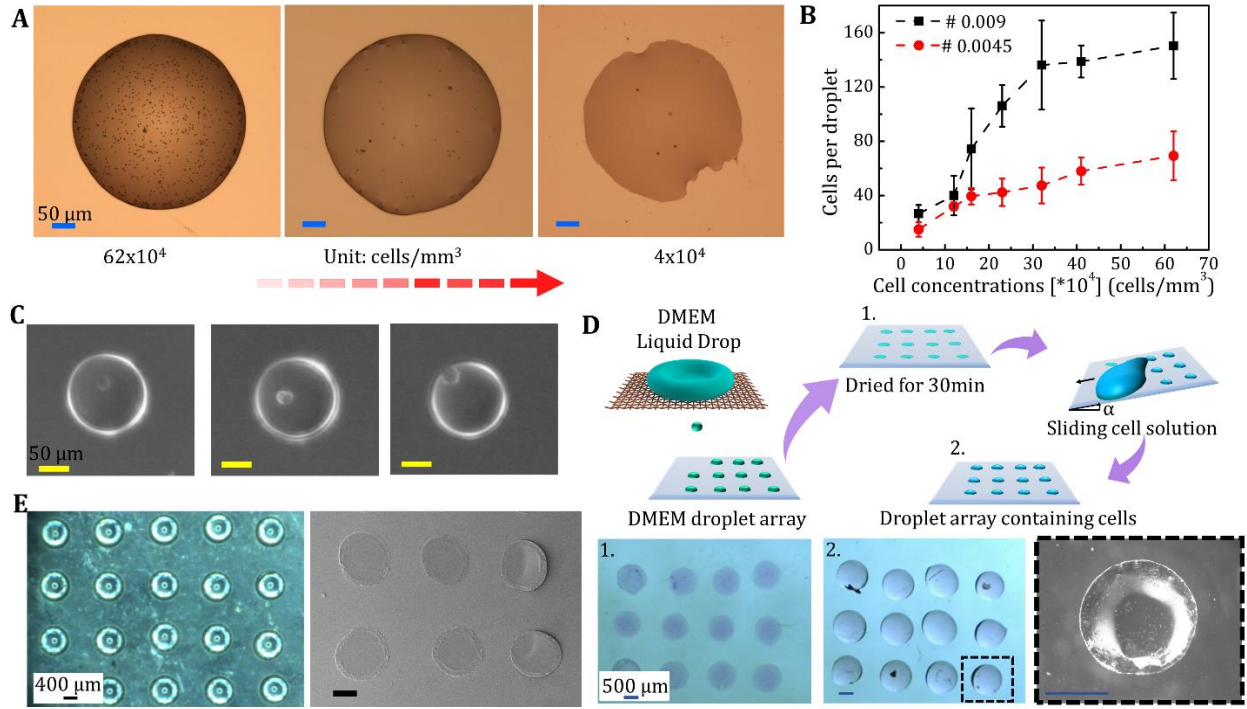 A
50 μm
62x10⁴
Unit: cells/mm³
4x10⁴
B
# 0.009
# 0.0045
160
120
80
40
0
0 10 20 30 40 50 60 70
Cells per droplet
Cell concentrations [*10⁴] (cells/mm³)
C
50 μm
D
DMEM
Liquid Drop
DMEM droplet array
1.
Dried for 30min
α
Sliding cell solution
2.
Droplet array containing cells
1.
500 μm
2.
E
400 μm